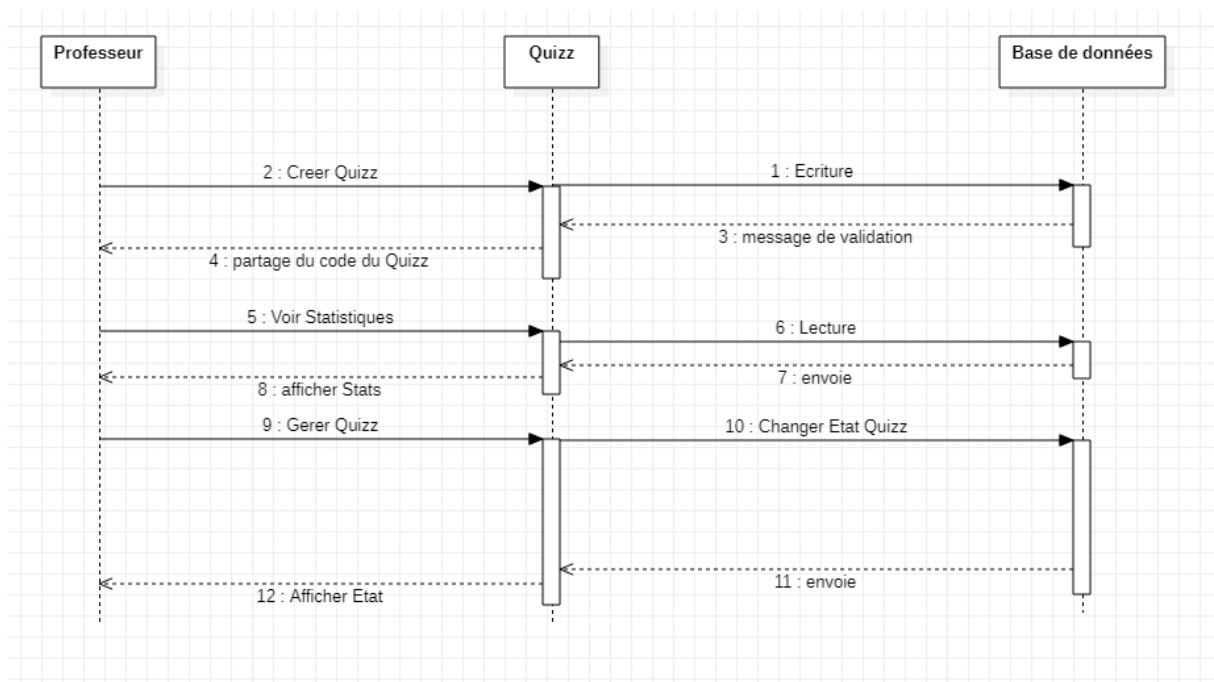 Professeur
Quizz
Base de données
2 : Creer Quizz
1 : Ecriture
3 : message de validation
4 : partage du code du Quizz
5 : Voir Statistiques
6 : Lecture
7 : envoie
8 : afficher Stats
9 : Gerer Quizz
10 : Changer Etat Quizz
11 : envoie
12 : Afficher Etat